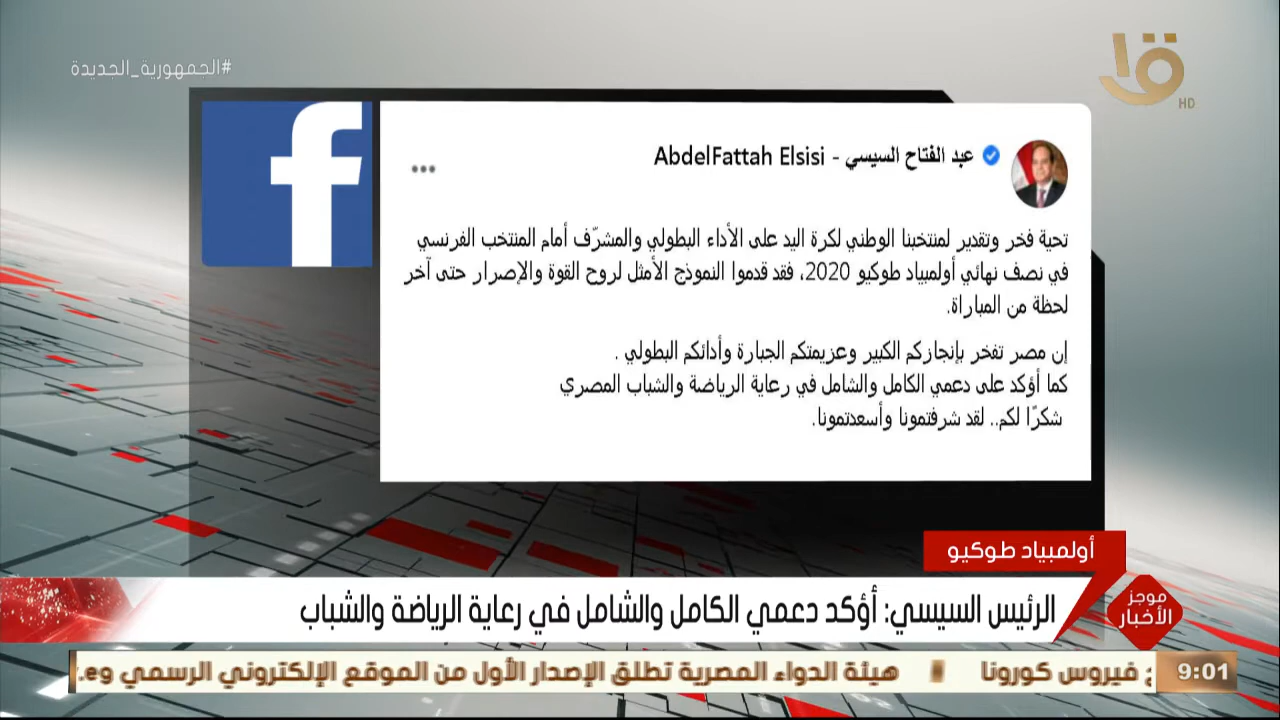 #الجمهورية_الجديدة
HD
عبد الفتاح السيسي - AbdelFattah Elsisi
تحية فخر وتقدير لمنتخبنا الوطني لكرة اليد على الأداء البطولي والمشرّف أمام المنتخب الفرنسي
في نصف نهائي أولمبياد طوكيو 2020، فقد قدموا النموذج الأمثل لروح القوة والإصرار حتى آخر
لحظة من المباراة.
إن مصر تفخر بإنجازكم الكبير وعزيمتكم الجبارة وأدائكم البطولي .
كما أؤكد على دعمي الكامل والشامل في رعاية الرياضة والشباب المصري
شكرًا لكم.. لقد شرفتمونا وأسعدتمونا.
أولمبياد طوكيو
الرئيس السيسي: أؤكد دعمي الكامل والشامل في رعاية الرياضة والشباب
موجز
الأخبار
9:01
فيروس كورونا
هيئة الدواء المصرية تطلق الإصدار الأول من الموقع الإلكتروني الرسمي